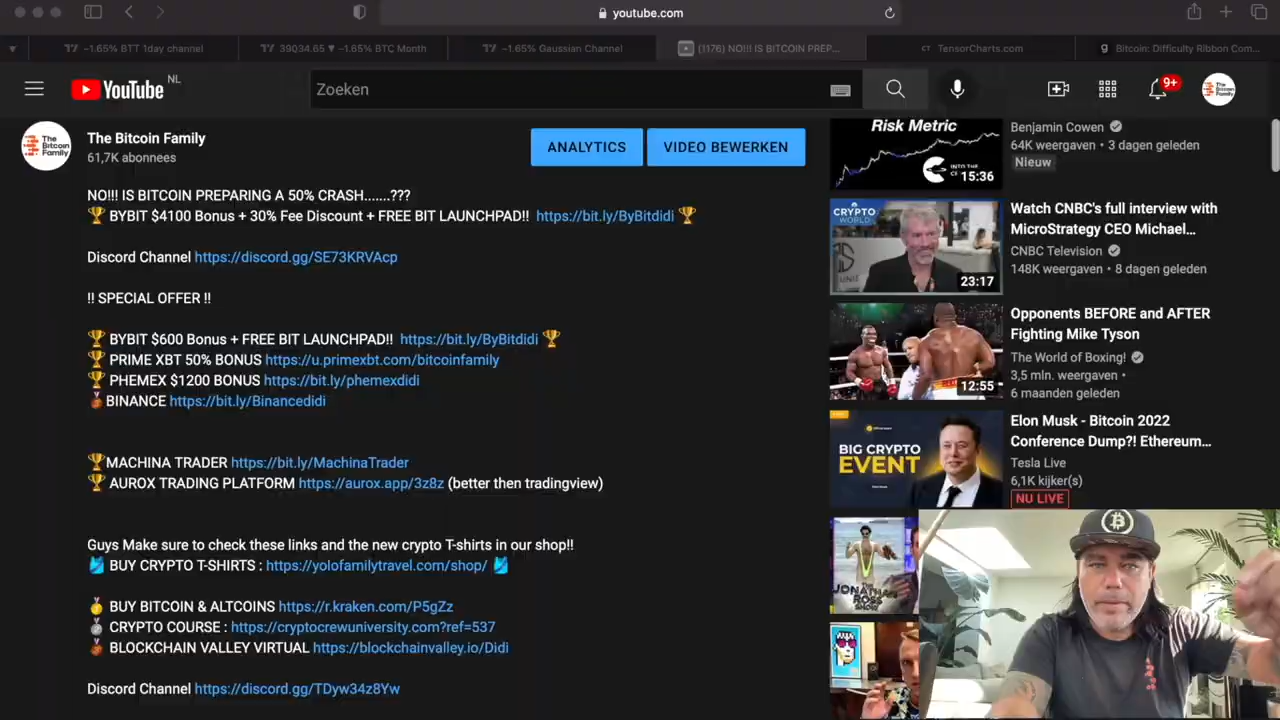 youtube.com
−1.65% BTT 1day channel
39034.65 ▼ −1.65% BTC Month
−1.65% Gaussian Channel
(1176) NO!!! IS BITCOIN PREP...
TensorCharts.com
Bitcoin: Difficulty Ribbon Com...
YouTube NL
Zoeken
9+
The Bitcoin Family
The Bitcoin Family
61,7K abonnees
ANALYTICS
VIDEO BEWERKEN
NO!!! IS BITCOIN PREPARING A 50% CRASH.......???
🏆 BYBIT $4100 Bonus + 30% Fee Discount + FREE BIT LAUNCHPAD!! https://bit.ly/ByBitdidi 🏆
Discord Channel https://discord.gg/SE73KRVAcp
!! SPECIAL OFFER !!
🏆 BYBIT $600 Bonus + FREE BIT LAUNCHPAD!! https://bit.ly/ByBitdidi 🏆
🏆 PRIME XBT 50% BONUS https://u.primexbt.com/bitcoinfamily
🏆 PHEMEX $1200 BONUS https://bit.ly/phemexdidi
🥉BINANCE https://bit.ly/Binancedidi
🏆MACHINA TRADER https://bit.ly/MachinaTrader
🏆 AUROX TRADING PLATFORM https://aurox.app/3z8z (better then tradingview)
Guys Make sure to check these links and the new crypto T-shirts in our shop!!
🎽 BUY CRYPTO T-SHIRTS : https://yolofamilytravel.com/shop/ 🎽
🥇 BUY BITCOIN & ALTCOINS https://r.kraken.com/P5gZz
🥈 CRYPTO COURSE : https://cryptocrewuniversity.com?ref=537
🥉 BLOCKCHAIN VALLEY VIRTUAL https://blockchainvalley.io/Didi
Discord Channel https://discord.gg/TDyw34z8Yw
Risk Metric
15:36
Benjamin Cowen
64K weergaven • 3 dagen geleden
Nieuw
CRYPTO
WORLD
23:17
Watch CNBC's full interview with
MicroStrategy CEO Michael...
CNBC Television
148K weergaven • 8 dagen geleden
12:55
Opponents BEFORE and AFTER
Fighting Mike Tyson
The World of Boxing!
3,5 mln. weergaven •
6 maanden geleden
BIG CRYPTO
EVENT
Elon Musk - Bitcoin 2022
Conference Dump?! Ethereum...
Tesla Live
6,1K kijker(s)
NU LIVE
THE
JONATHAN
ROSS
SHOW